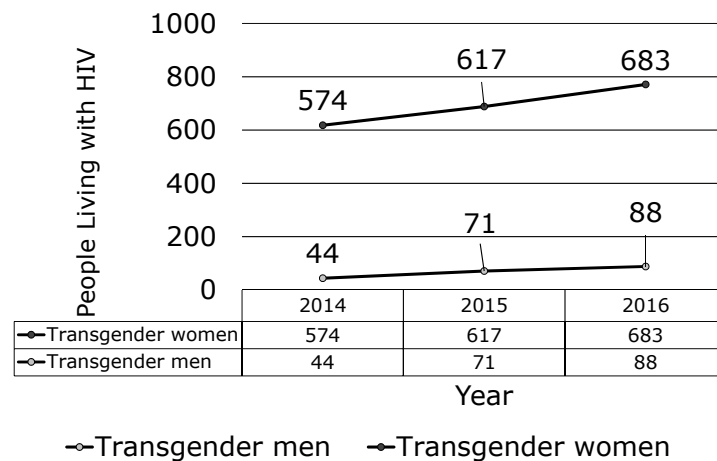 People Living with HIV
1000
800
600
400
200
0
574
617
683
44
71
88
2014 2015 2016
Transgender women 574 617 683
Transgender men 44 71 88
Year
Transgender men Transgender women